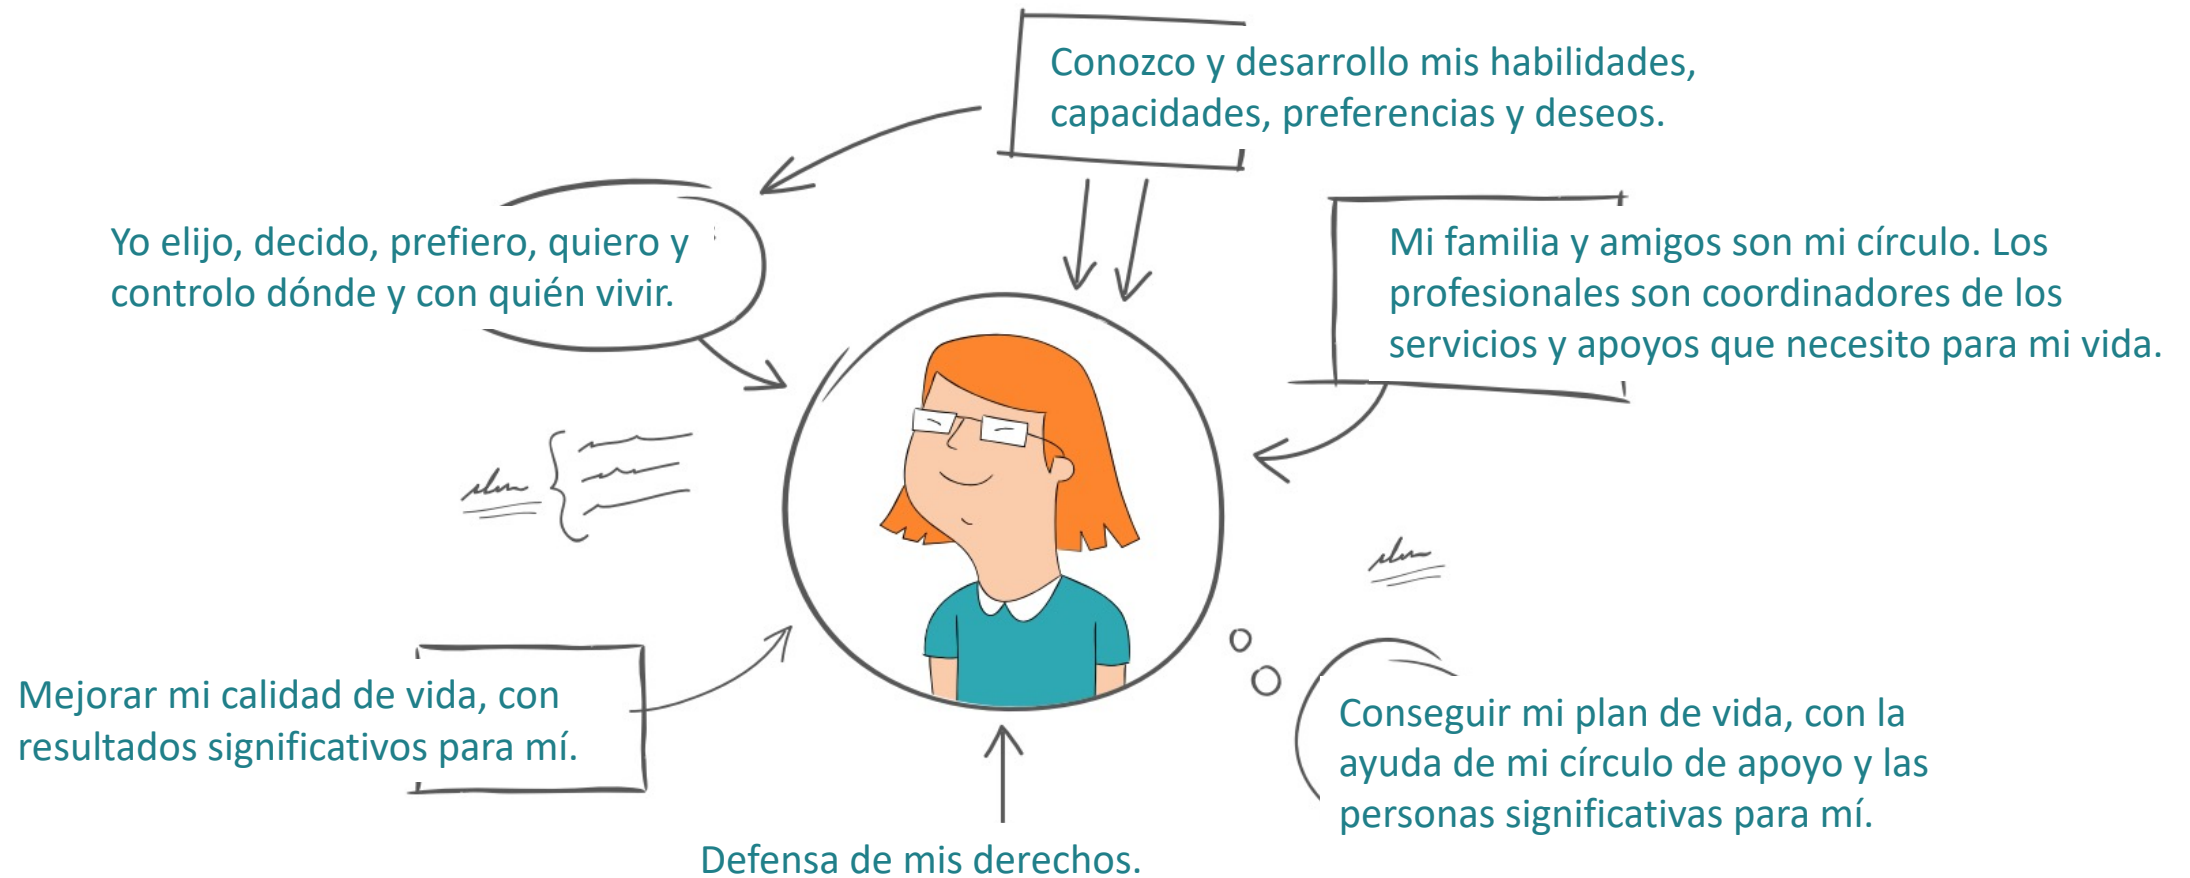 Conozco y desarrollo mis habilidades,
capacidades, preferencias y deseos.
Yo elijo, decido, prefiero, quiero y
controlo dónde y con quién vivir.
Mi familia y amigos son mi círculo. Los
profesionales son coordinadores de los
servicios y apoyos que necesito para mi vida.
Mejorar mi calidad de vida, con
resultados significativos para mí.
Conseguir mi plan de vida, con la
ayuda de mi círculo de apoyo y las
personas significativas para mí.
Defensa de mis derechos.